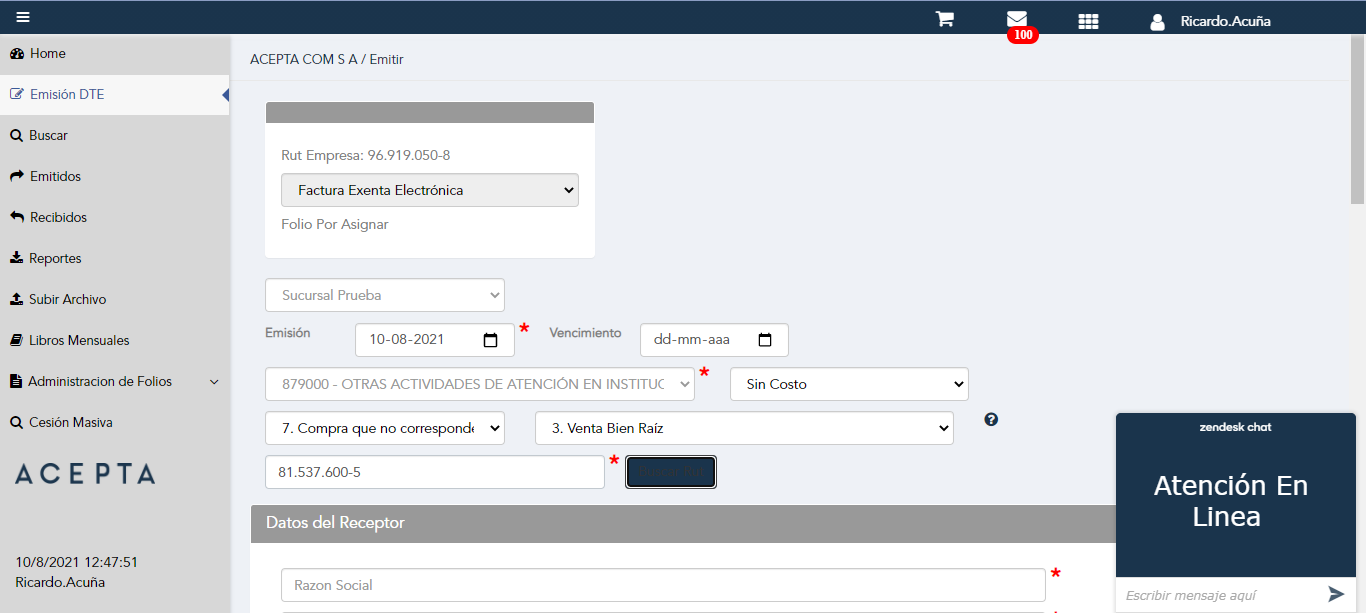 Ricardo.Acuña
100
Home
ACEPTA COM S A / Emitir
Emisión DTE
Buscar
Emitidos
Recibidos
Reportes
Subir Archivo
Libros Mensuales
Administracion de Folios
Cesión Masiva
ACEPTA
10/8/2021 12:47:51
Ricardo.Acuña
Rut Empresa: 96.919.050-8
Factura Exenta Electrónica
Folio Por Asignar
Sucursal Prueba
Emisión 10-08-2021 * Vencimiento dd-mm-aaa
879000 - OTRAS ACTIVIDADES DE ATENCIÓN EN INSTITUC * Sin Costo
7. Compra que no corresponde 3. Venta Bien Raíz ?
81.537.600-5 *
Datos del Receptor
Razon Social *
zendesk chat
Atención En
Linea
Escribir mensaje aquí